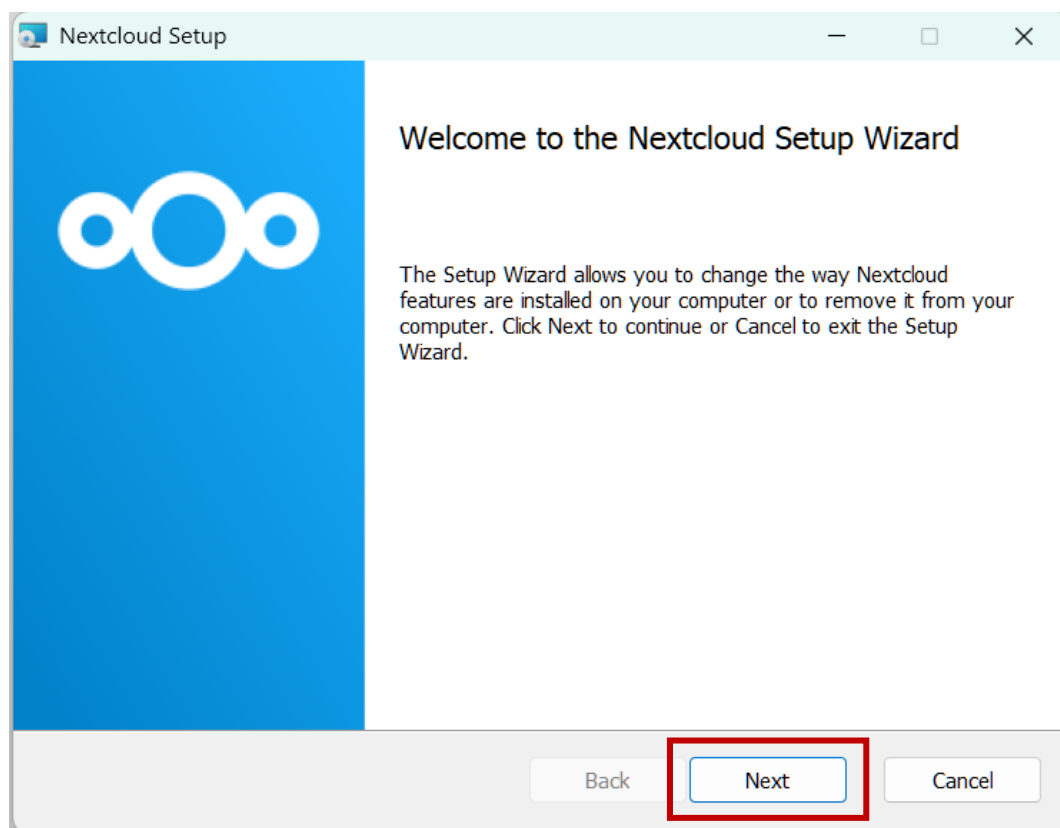 Nextcloud Setup
Welcome to the Nextcloud Setup Wizard
The Setup Wizard allows you to change the way Nextcloud
features are installed on your computer or to remove it from your
computer. Click Next to continue or Cancel to exit the Setup
Wizard.
Back Next Cancel